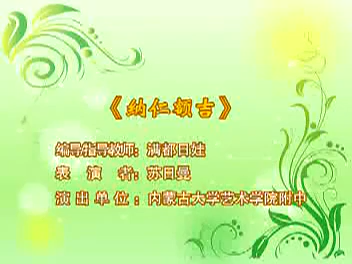 《纳仁额吉》
编导指导教师：满都日娃
表演者：苏日曼
演出单位：内蒙古大学艺术学院附中